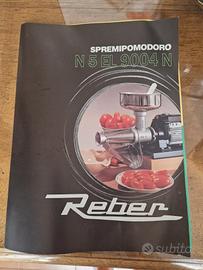 SPREMIPOMODORO
N 5 EL 9004 N
Reber
subito